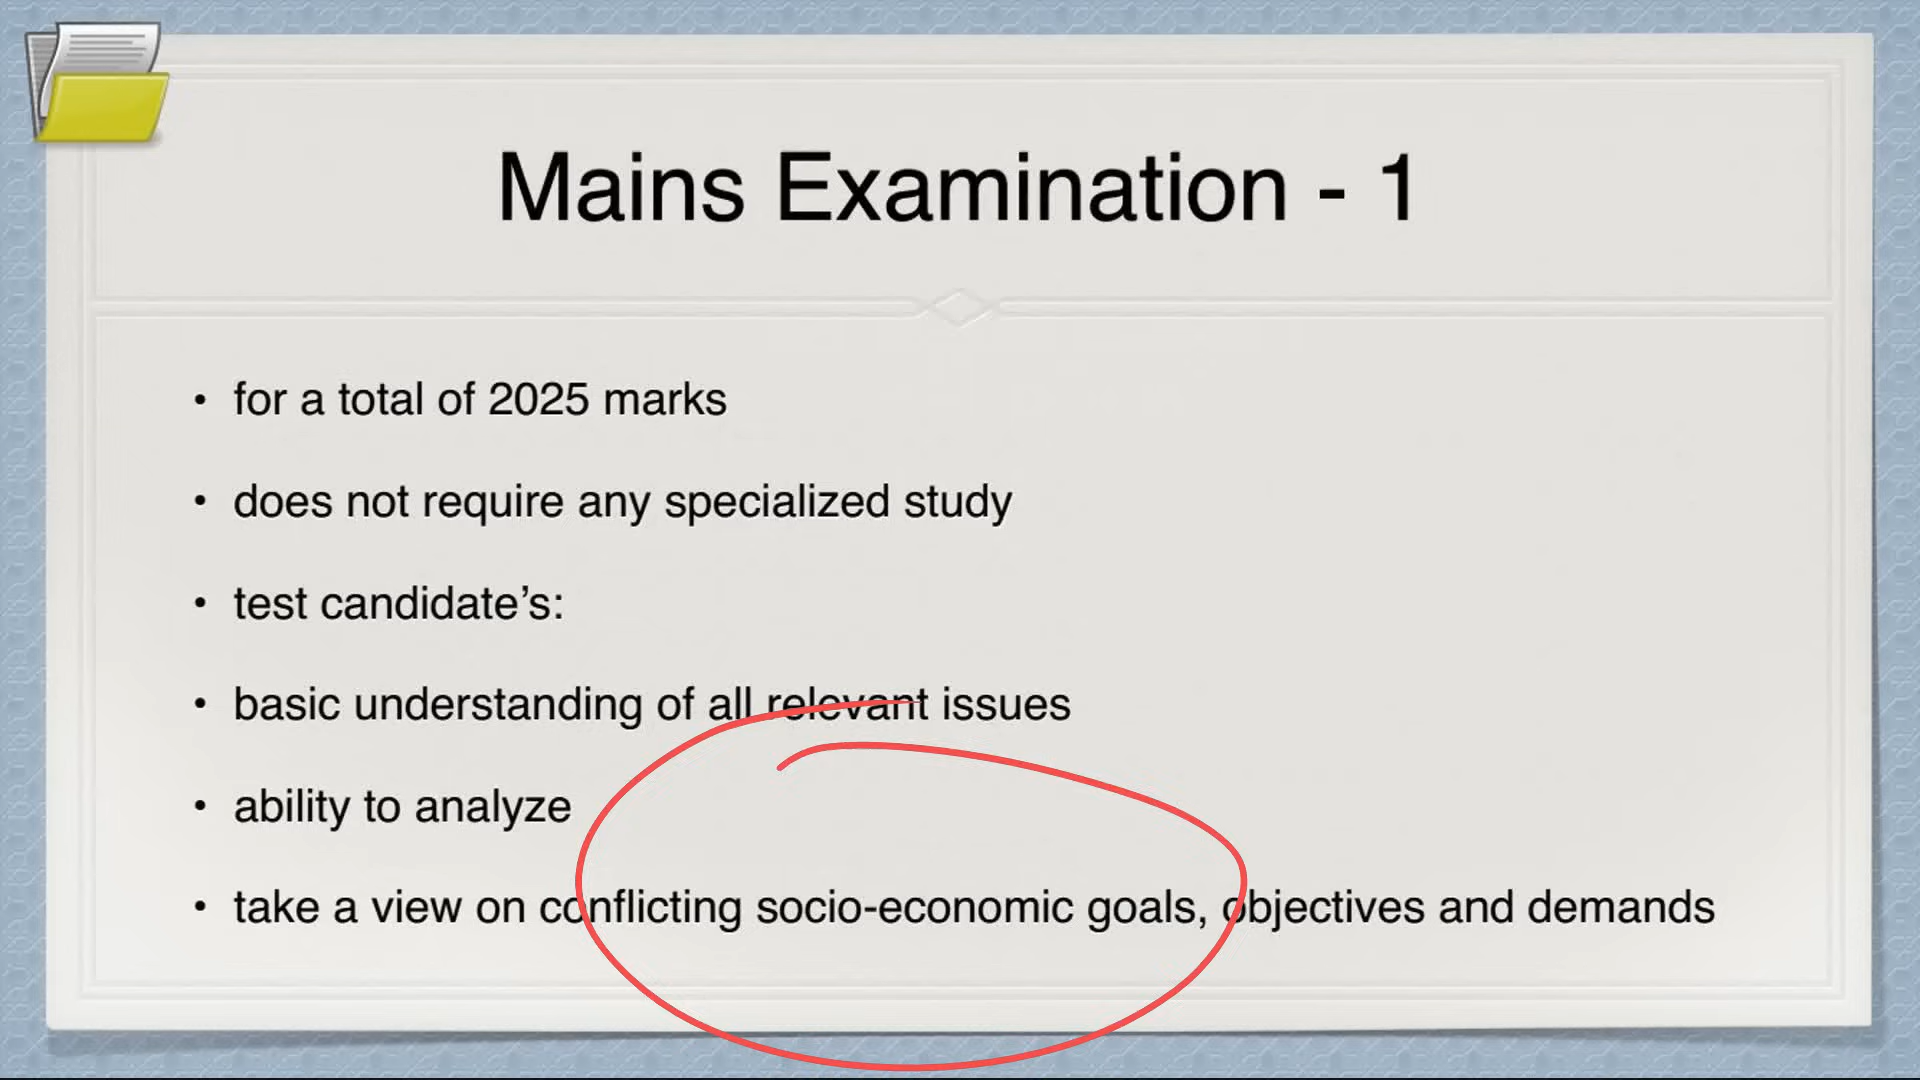 Mains Examination - 1
• for a total of 2025 marks
• does not require any specialized study
• test candidate’s:
• basic understanding of all relevant issues
• ability to analyze
• take a view on conflicting socio-economic goals, objectives and demands